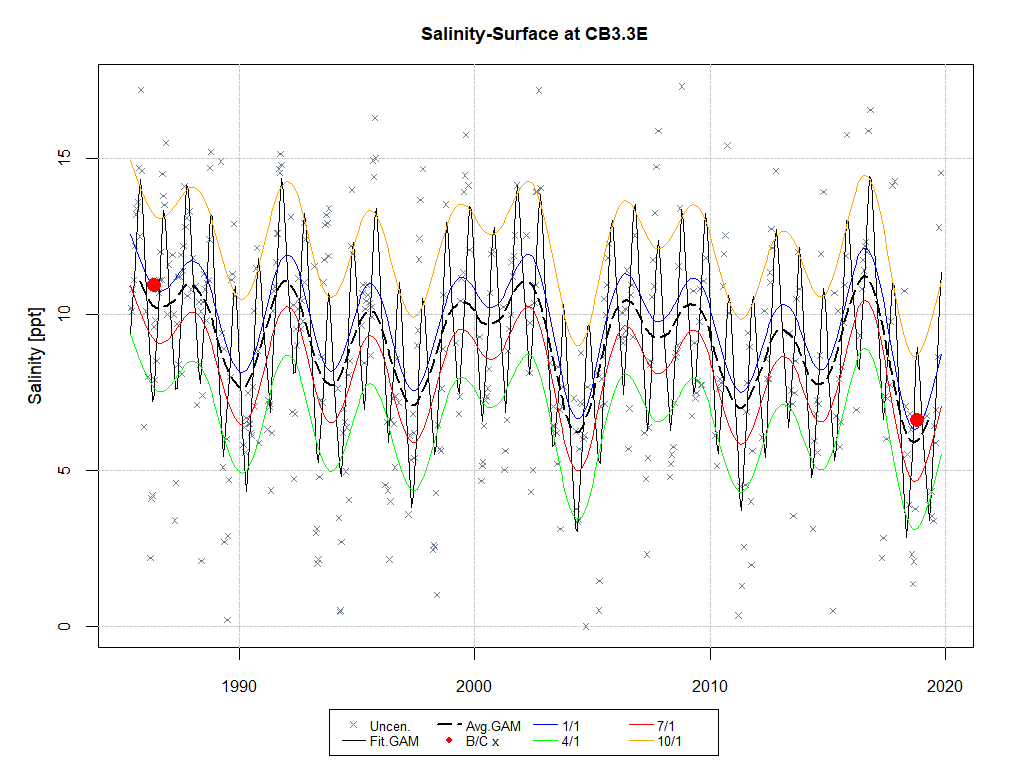 Salinity-Surface at CB3.3E
Salinity [ppt]
15
10
5
0
1990 2000 2010 2020
Uncen. Avg.GAM 1/1 7/1
Fit.GAM B/C x 4/1 10/1